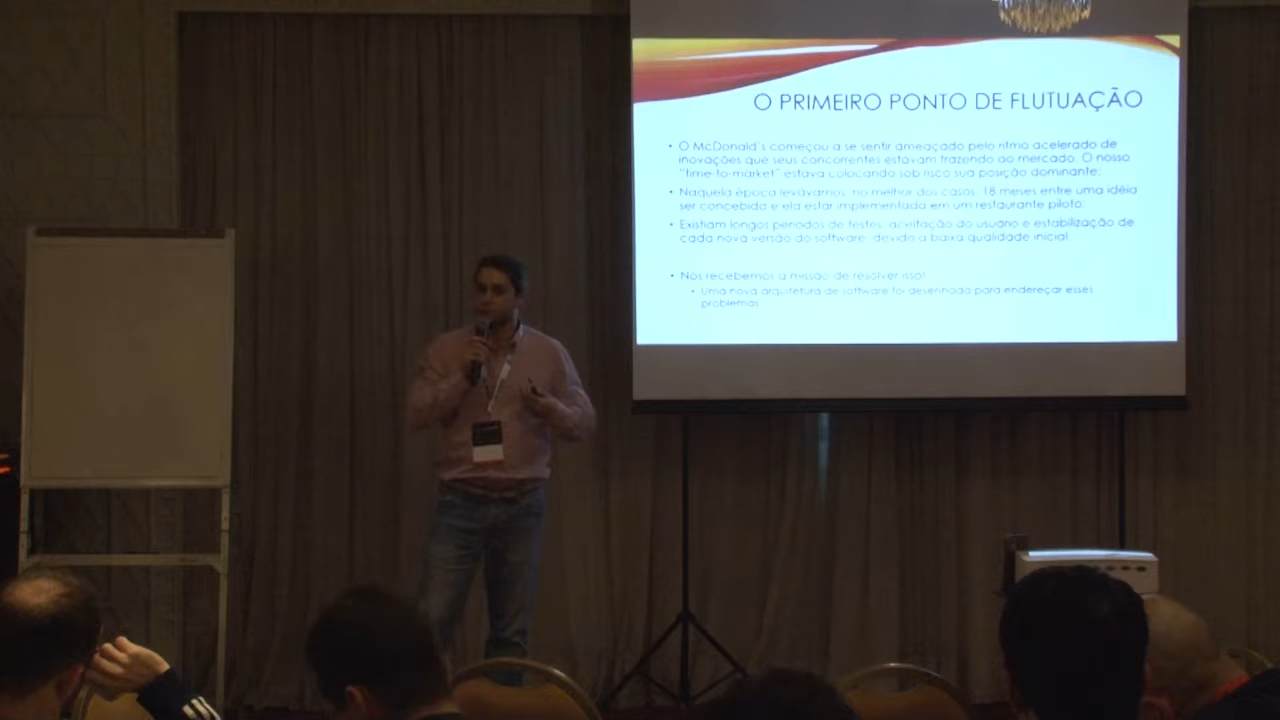 O PRIMEIRO PONTO DE FLUTUAÇÃO
• O McDonald's começou a se sentir ameaçado pelo ritmo acelerado de
inovações que seus concorrentes estavam trazendo ao mercado. O nosso
"time-to-market" estava colocando sob risco sua posição dominante;
• Naquela época levávamos, no melhor dos casos, 18 meses entre uma idéia
ser concebida e ela estar implementada em um restaurante piloto;
• Existiam longos períodos de testes, aceitação do usuário e estabilização de
cada nova versão do software, devido a baixa qualidade inicial.
• Nós recebemos a missão de resolver isso!
• Uma nova arquitetura de software foi desenhada para endereçar esses
problemas